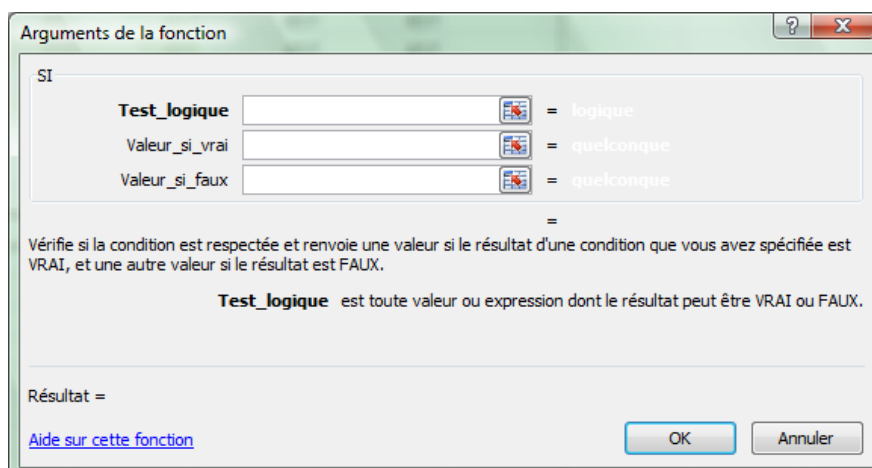 Arguments de la fonction
SI
Test_logique = logique
Valeur_si_vrai = quelconque
Valeur_si_faux = quelconque
=
Vérifie si la condition est respectée et renvoie une valeur si le résultat d'une condition que vous avez spécifiée est
VRAI, et une autre valeur si le résultat est FAUX.
Test_logique est toute valeur ou expression dont le résultat peut être VRAI ou FAUX.
Résultat =
Aide sur cette fonction OK Annuler